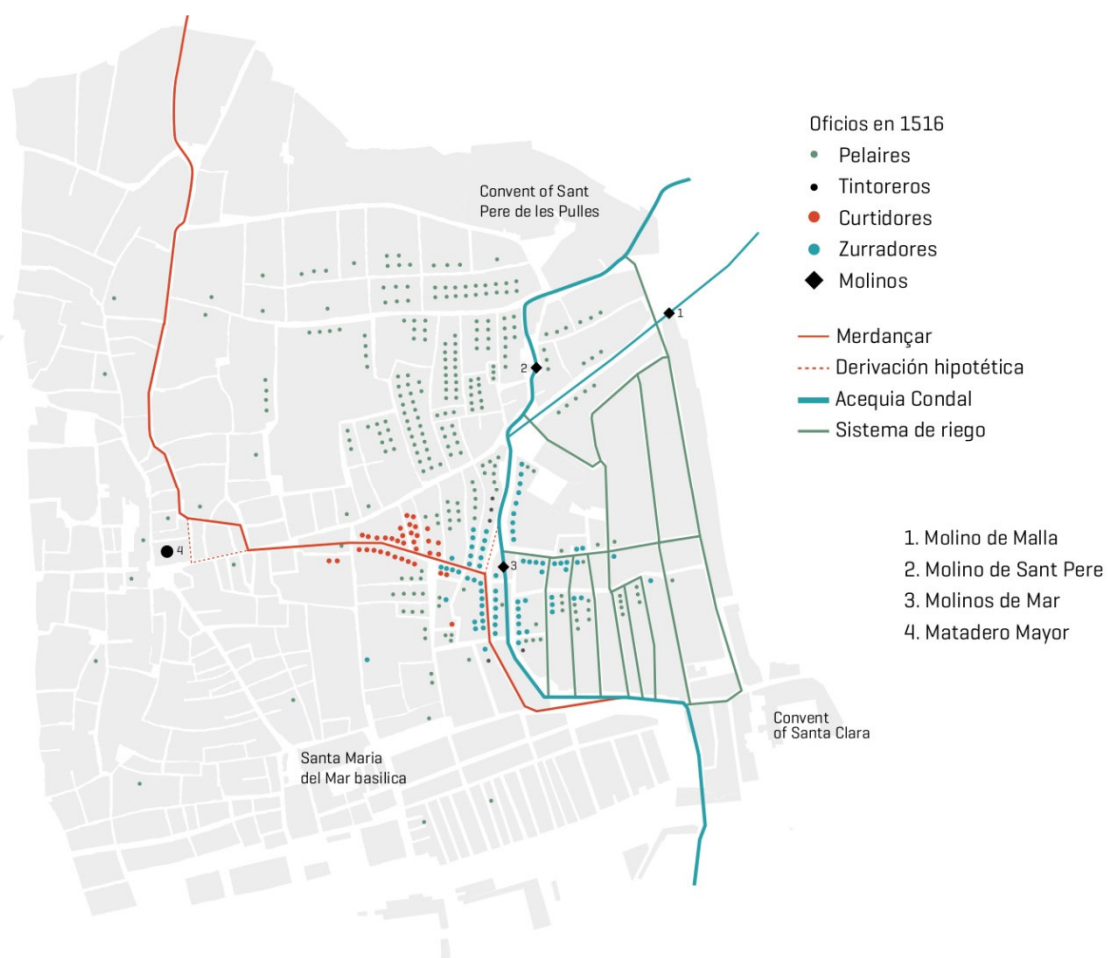 Oficios en 1516
Pelaires
Tintoreros
Curtidores
Zurradores
Molinos
Merdançar
Derivación hipotética
Acequia Condal
Sistema de riego
1. Molino de Malla
2. Molino de Sant Pere
3. Molinos de Mar
4. Matadero Mayor
Convent of Sant
Pere de les Pulles
1
2
3
4
Convent
of Santa Clara
Santa Maria
del Mar basilica